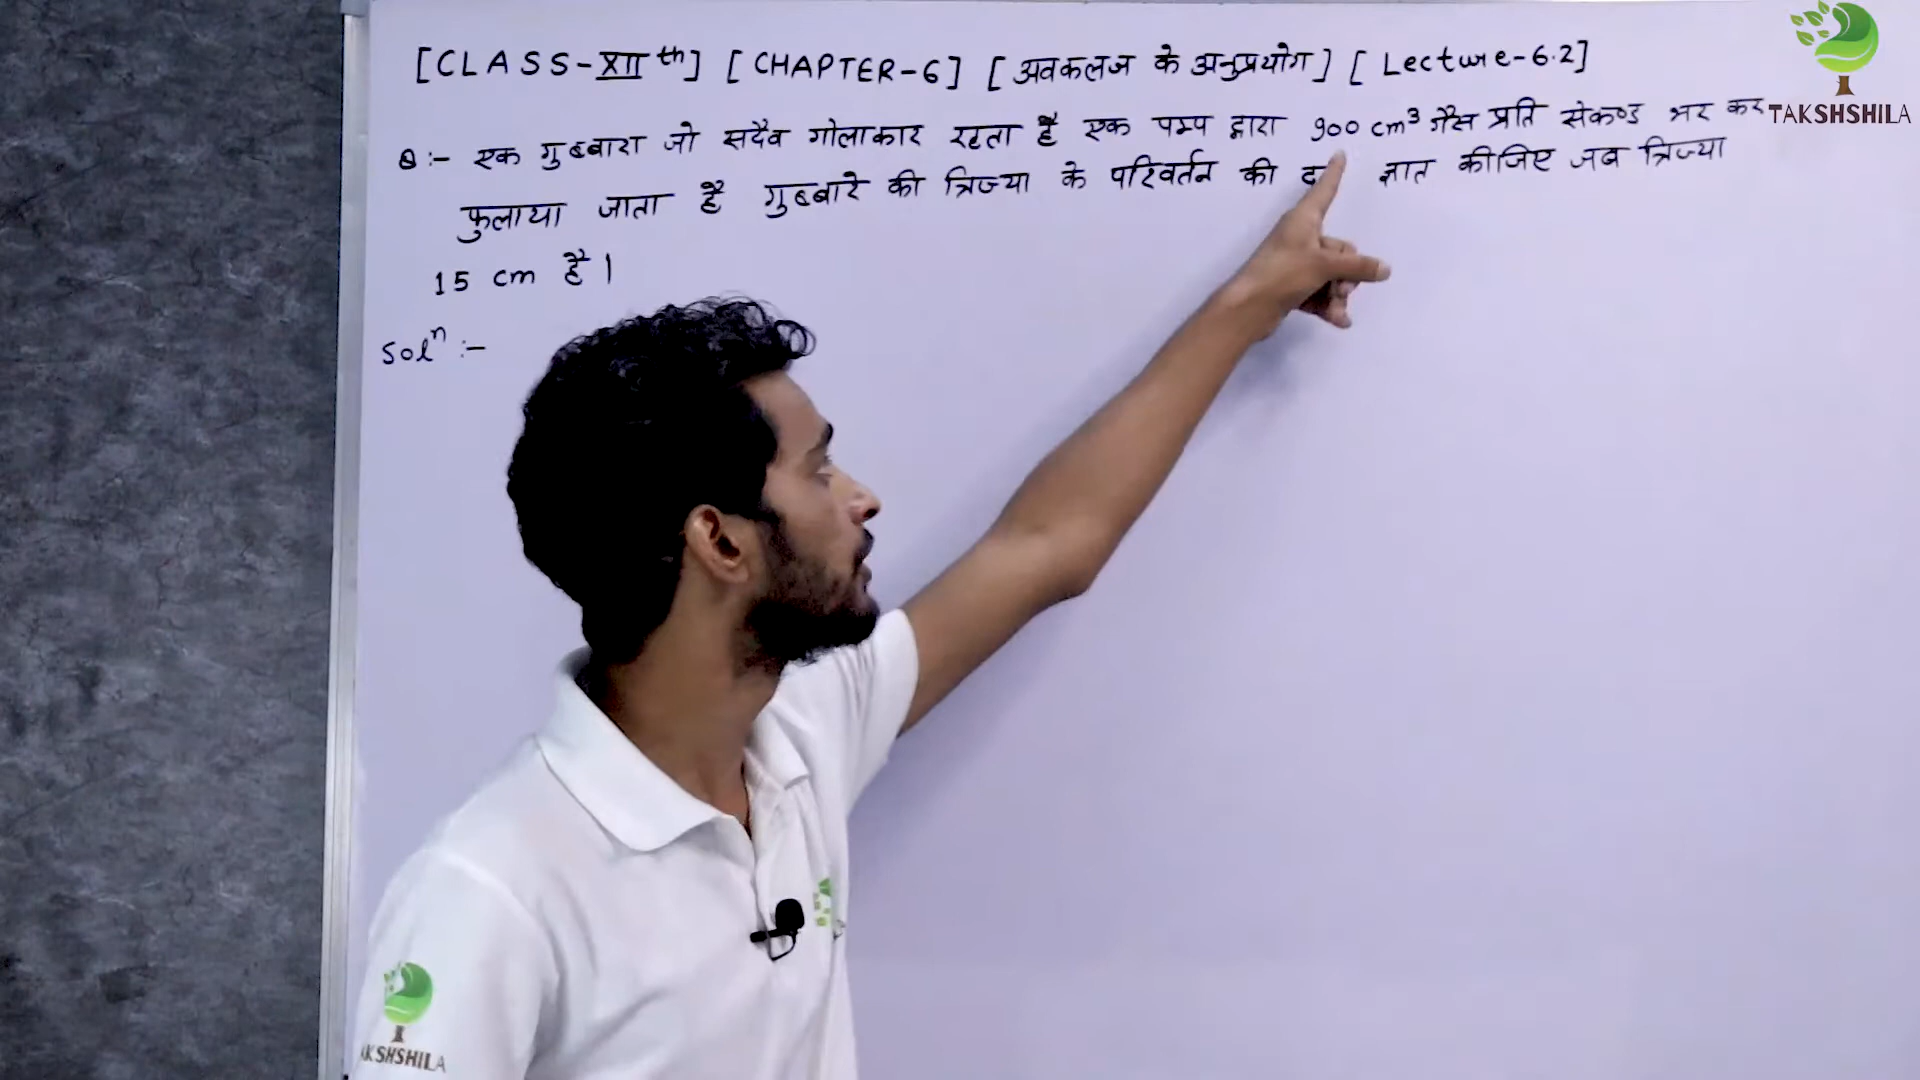 [CLASS-XIIth] [CHAPTER-6] [अवकलज के अनुप्रयोग] [Lecture-6.2]
TAKSHSHILA
Q:- एक गुब्बारा जो सदैव गोलाकार रहता है एक पम्प द्वारा 900 cm³ गैस प्रति सेकण्ड भर कर
फुलाया जाता है गुब्बारे की त्रिज्या के परिवर्तन की ज्ञात कीजिए जब त्रिज्या
15 cm है।
Solⁿ :-
AKSHSHILA